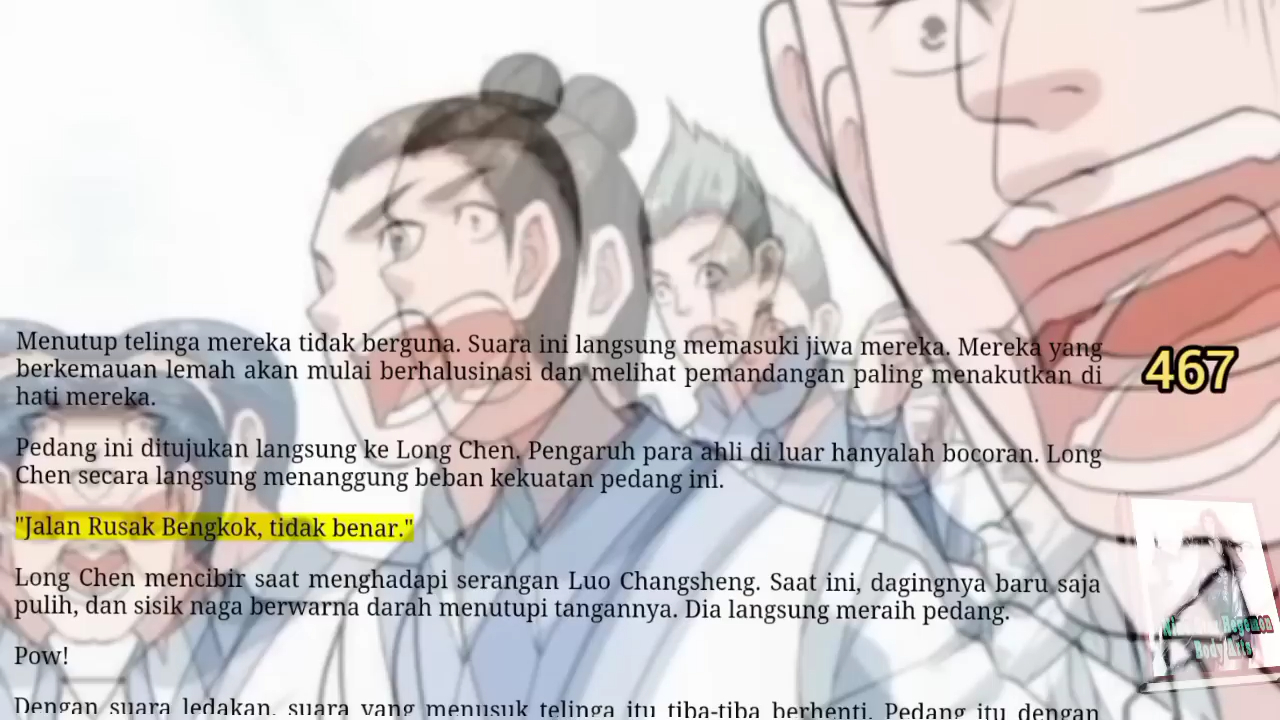 Menutup telinga mereka tidak berguna. Suara ini langsung memasuki jiwa mereka. Mereka yang
berkemauan lemah akan mulai berhalusinasi dan melihat pemandangan paling menakutkan di
hati mereka.
467
Pedang ini ditujukan langsung ke Long Chen. Pengaruh para ahli di luar hanyalah bocoran. Long
Chen secara langsung menanggung beban kekuatan pedang ini.
"Jalan Rusak Bengkok, tidak benar."
Long Chen mencibir saat menghadapi serangan Luo Changsheng. Saat ini, dagingnya baru saja
pulih, dan sisik naga berwarna darah menutupi tangannya. Dia langsung meraih pedang.
Hegemon
Body Arts
Pow!
Dengan suara ledakan, suara yang menusuk telinga itu tiba-tiba berhenti. Pedang itu dengan